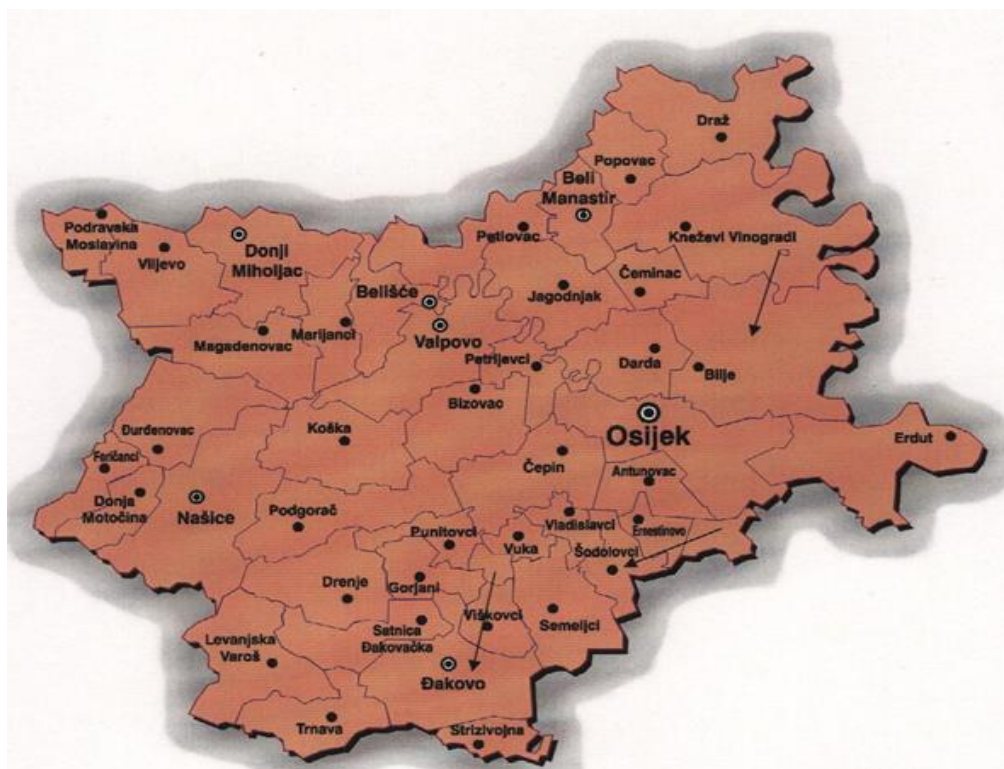 Draž
Popovac
Beli
Manastir
Podravska
Moslavina
Viljevo
Donji
Miholjac
Petlovac
Kneževi Vinogradi
Čeminac
Jagodnjak
Belišće
Marijanci
Magadenovac
Valpovo
Petrijevci
Darda
Bilje
Bizovac
Đurđenovac
Koška
Osijek
Erdut
Feričanci
Čepin
Antunovac
Donja
Motočina
Našice
Podgorač
Punitovci
Vladislavci
Ernestinovo
Vuka
Šodolovci
Drenje
Gorjani
Viškovci
Semeljci
Satnica
Đakovačka
Levanjska
Varoš
Đakovo
Trnava
Strizivojna